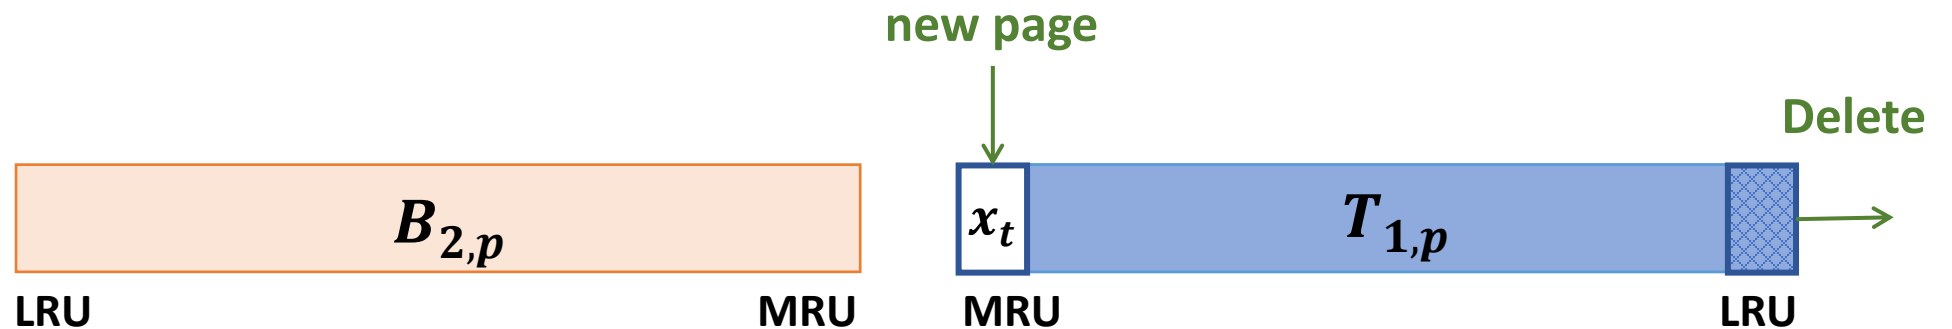 new page
Delete
B₂,ₚ
xₜ
T₁,ₚ
LRU
MRU
MRU
LRU